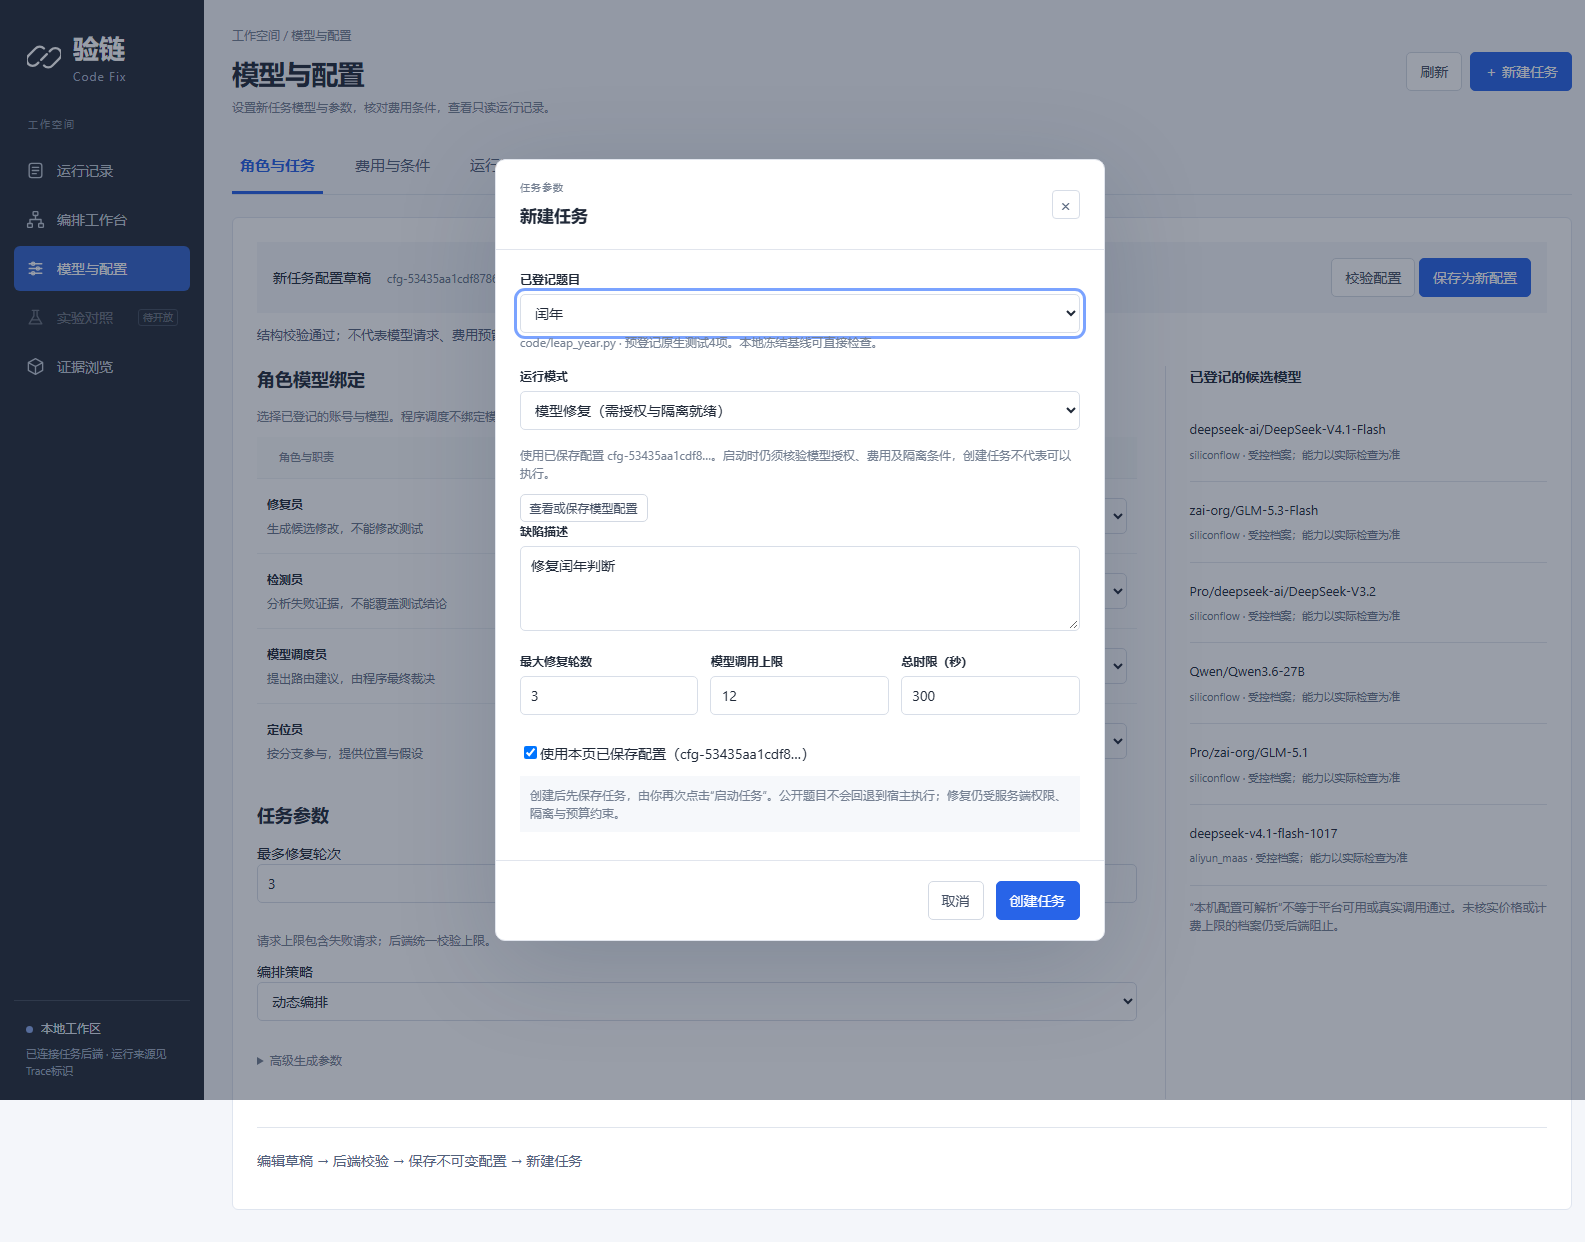 验链
Code Fix
工作空间
运行记录
编排工作台
模型与配置
实验对照
待开放
证据浏览
本地工作区
已连接任务后端 · 运行来源见
Trace标识
工作空间 / 模型与配置
模型与配置
设置新任务模型与参数，核对费用条件，查看只读运行记录。
刷新
+ 新建任务
角色与任务
费用与条件
运行
新任务配置草稿
cfg-53435aa1cdf878
校验配置
保存为新配置
结构校验通过；不代表模型请求、费用预
角色模型绑定
选择已登记的账号与模型。程序调度不绑定模
角色与职责
修复员
生成候选修改，不能修改测试
检测员
分析失败证据，不能覆盖测试结论
模型调度员
提出路由建议，由程序最终裁决
定位员
按分支参与，提供位置与假设
任务参数
最多修复轮次
3
请求上限包含失败请求；后端统一校验上限。
编排策略
动态编排
高级生成参数
编辑草稿 → 后端校验 → 保存不可变配置 → 新建任务
任务参数
新建任务
×
已登记题目
闰年
code/leap_year.py · 预登记原生测试4项。本地冻结基线可直接检查。
运行模式
模型修复（需授权与隔离就绪）
使用已保存配置 cfg-53435aa1cdf8...。启动时仍须核验模型授权、费用及隔离条件，创建任务不代表可以
执行。
查看或保存模型配置
缺陷描述
修复闰年判断
最大修复轮数
模型调用上限
总时限（秒）
3
12
300
使用本页已保存配置（cfg-53435aa1cdf8...）
创建后先保存任务，由你再次点击“启动任务”。公开题目不会回退到宿主执行；修复仍受服务端权限、
隔离与预算约束。
取消
创建任务
已登记的候选模型
deepseek-ai/DeepSeek-V4.1-Flash
siliconflow · 受控档案；能力以实际检查为准
zai-org/GLM-5.3-Flash
siliconflow · 受控档案；能力以实际检查为准
Pro/deepseek-ai/DeepSeek-V3.2
siliconflow · 受控档案；能力以实际检查为准
Qwen/Qwen3.6-27B
siliconflow · 受控档案；能力以实际检查为准
Pro/zai-org/GLM-5.1
siliconflow · 受控档案；能力以实际检查为准
deepseek-v4.1-flash-1017
aliyun_maas · 受控档案；能力以实际检查为准
“本机配置可解析”不等于平台可用或真实调用通过。未核实价格或计
费上限的档案仍受后端阻止。